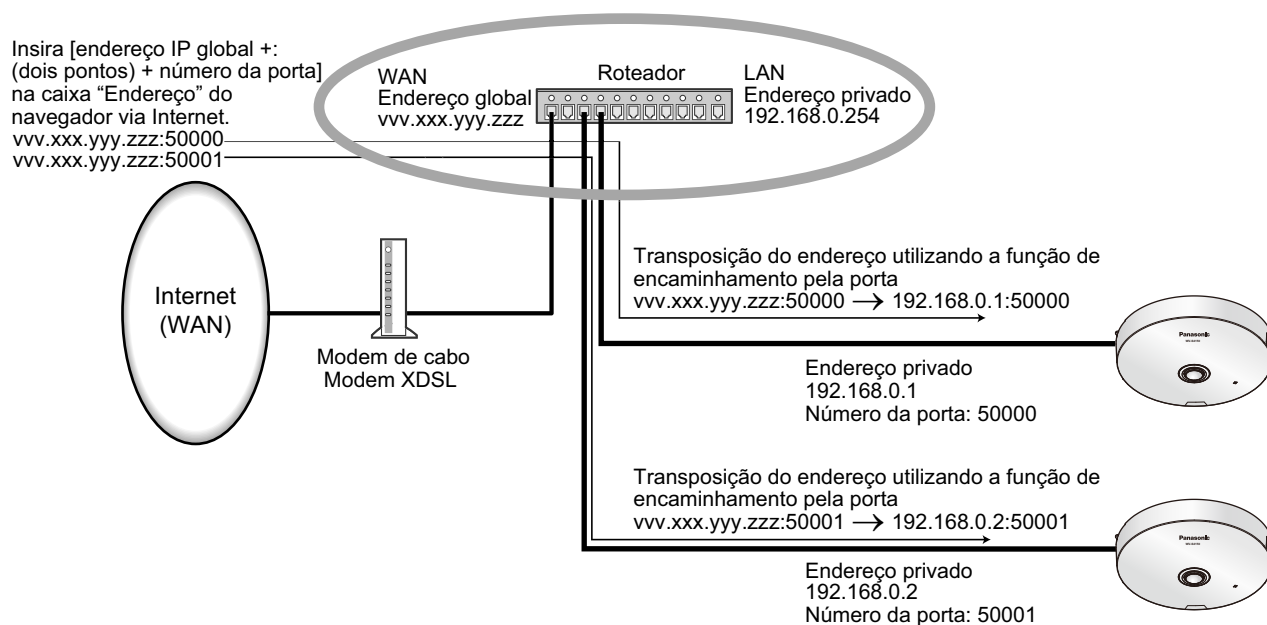 Insira [endereço IP global +:
(dois pontos) + número da porta]
na caixa “Endereço” do
navegador via Internet.
vvv.xxx.yyy.zzz:50000
vvv.xxx.yyy.zzz:50001
WAN
Endereço global
vvv.xxx.yyy.zzz
Roteador
LAN
Endereço privado
192.168.0.254
Internet
(WAN)
Modem de cabo
Modem XDSL
Transposição do endereço utilizando a função de
encaminhamento pela porta
vvv.xxx.yyy.zzz:50000 → 192.168.0.1:50000
Panasonic
Endereço privado
192.168.0.1
Número da porta: 50000
Transposição do endereço utilizando a função de
encaminhamento pela porta
vvv.xxx.yyy.zzz:50001 → 192.168.0.2:50001
Panasonic
Endereço privado
192.168.0.2
Número da porta: 50001